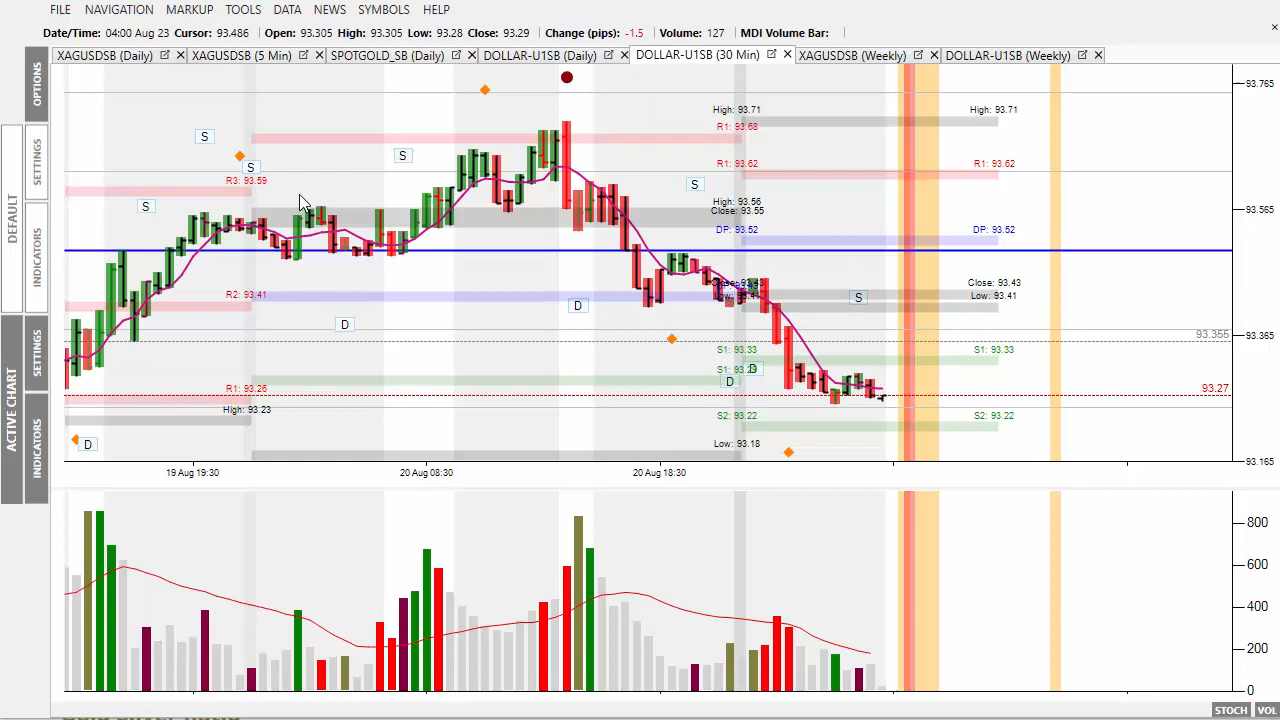 FILE NAVIGATION MARKUP TOOLS DATA NEWS SYMBOLS HELP
Date/Time: 04:00 Aug 23 Cursor: 93.486 Open: 93.305 High: 93.305 Low: 93.28 Close: 93.29 Change (pips): -1.5 Volume: 127 MDI Volume Bar:
XAGUSDSB (Daily) XAGUSDSB (5 Min) SPOTGOLD_SB (Daily) DOLLAR-U1SB (Daily) DOLLAR-U1SB (30 Min) XAGUSDSB (Weekly) DOLLAR-U1SB (Weekly)
OPTIONS
SETTINGS
DEFAULT
INDICATORS
SETTINGS
ACTIVE CHART
INDICATORS
93.765
High: 93.71 High: 93.71
R1: 93.68
S
S
S
R1: 93.62 R1: 93.62
R3: 93.59
S
S
High: 93.56
Close: 93.55
93.565
DP: 93.52 DP: 93.52
Close: 93.43 Close: 93.43
R2: 93.41
Low: 93.41 Low: 93.41
S
D
D
93.355
93.365
S1: 93.33 S1: 93.33
D
D
R1: 93.26
93.27
High: 93.23
S2: 93.22 S2: 93.22
D
Low: 93.18
93.165
19 Aug 19:30 20 Aug 08:30 20 Aug 18:30
800
600
400
200
0
STOCH VOL